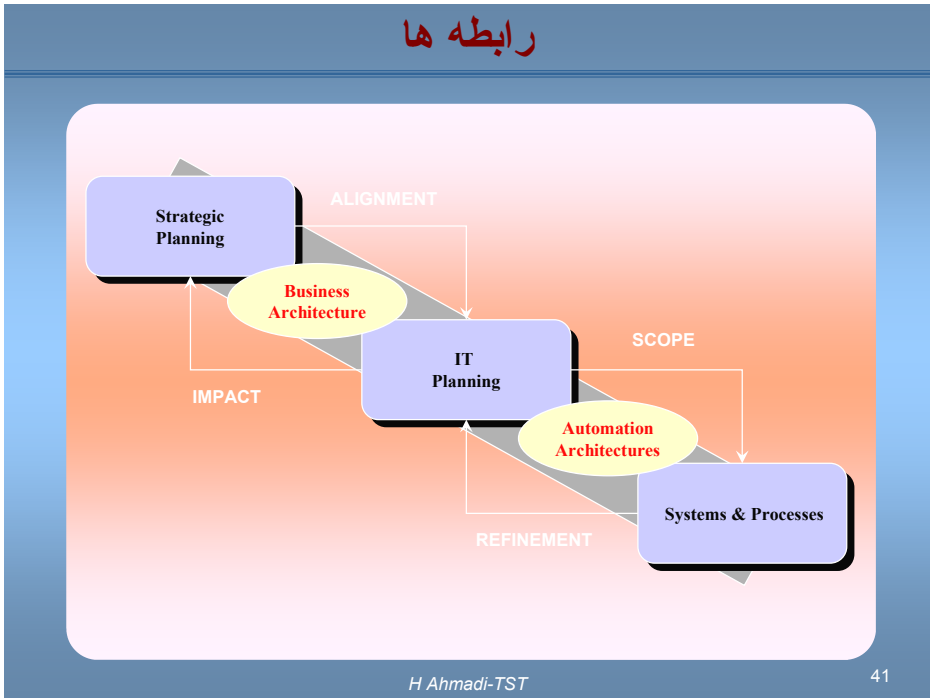 رابطه ها
ALIGNMENT
Strategic
Planning
Business
Architecture
SCOPE
IT
Planning
IMPACT
Automation
Architectures
Systems & Processes
REFINEMENT
H Ahmadi-TST
41